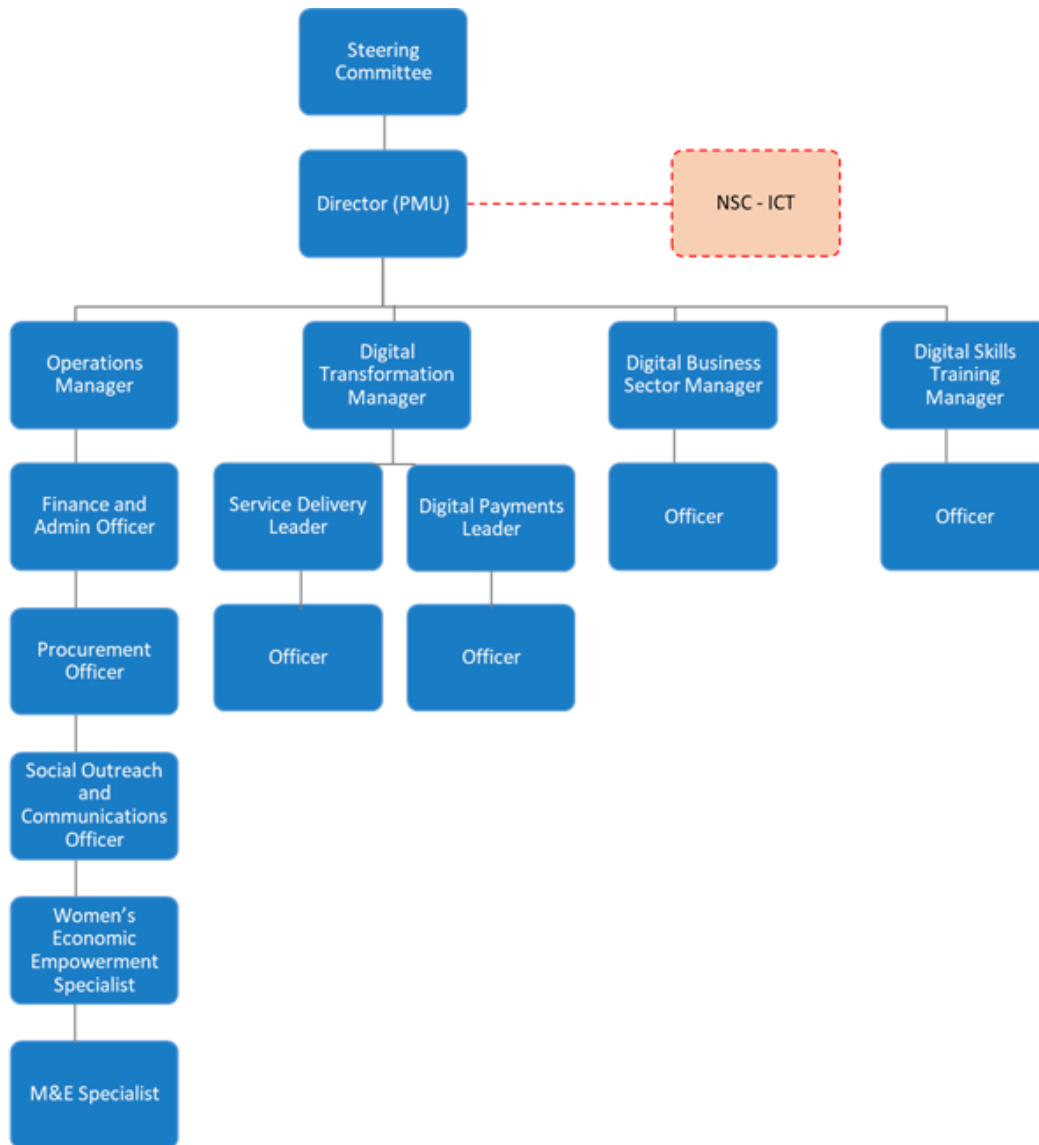 Steering
Committee
Director (PMU)
NSC - ICT
Operations
Manager
Digital
Transformation
Manager
Digital Business
Sector Manager
Digital Skills
Training
Manager
Finance and
Admin Officer
Service Delivery
Leader
Digital Payments
Leader
Officer
Officer
Procurement
Officer
Officer
Officer
Social Outreach
and
Communications
Officer
Women’s
Economic
Empowerment
Specialist
M&E Specialist